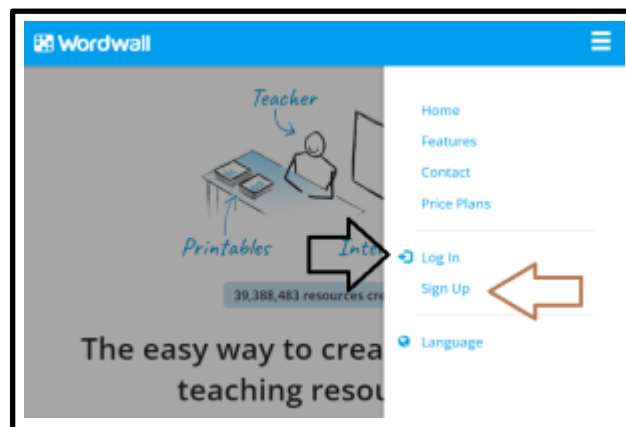 Wordwall
Teacher
Home
Features
Contact
Price Plans
Printables
Log In
Sign Up
39,388,483 resources cre
Language
The easy way to crea
teaching resou